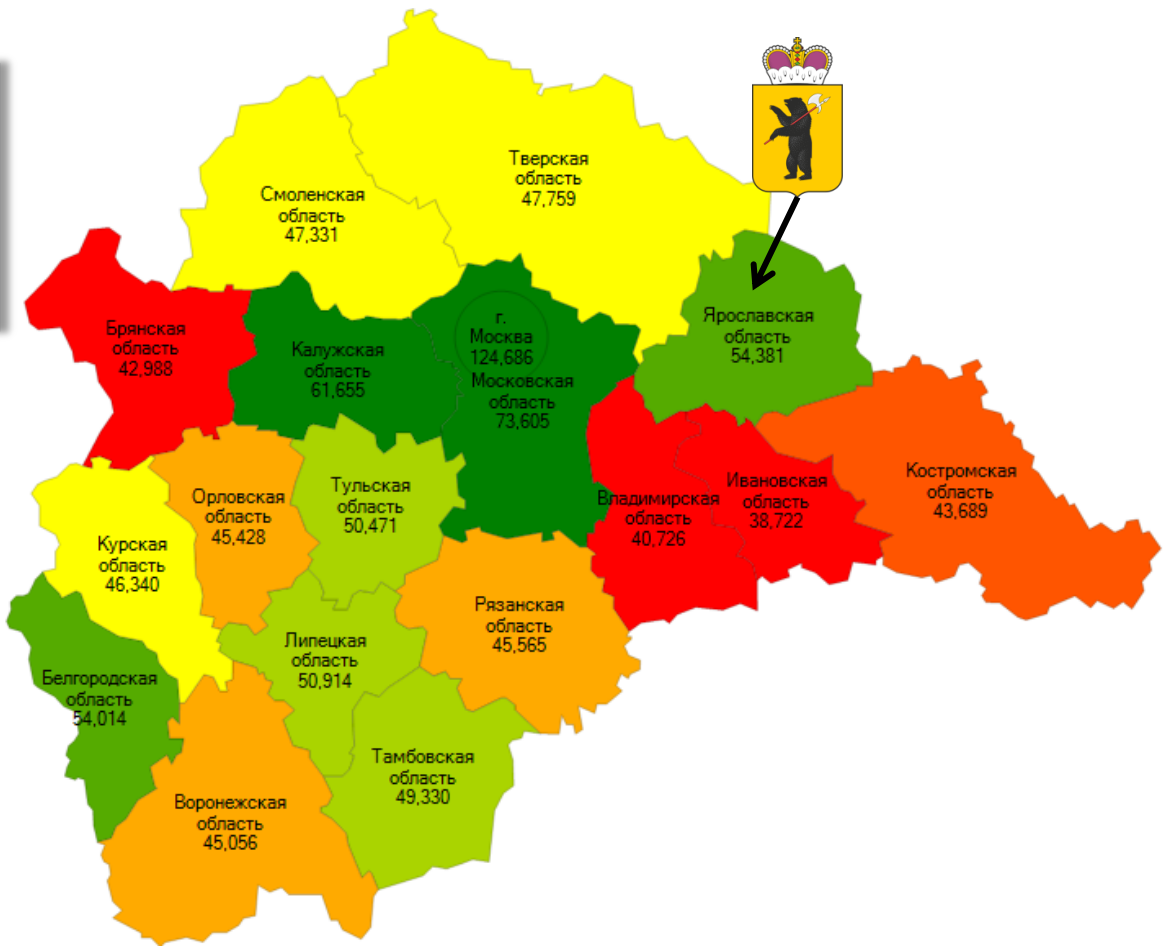 Тверская
область
47,759
Смоленская
область
47,331
Ярославская
область
54,381
Брянская
область
42,988
Калужская
область
61,655
г.
Москва
124,686
Московская
область
73,605
Владимирская
область
40,726
Ивановская
область
38,722
Костромская
область
43,689
Орловская
область
45,428
Тульская
область
50,471
Курская
область
46,340
Рязанская
область
45,565
Липецкая
область
50,914
Белгородская
область
54,014
Тамбовская
область
49,330
Воронежская
область
45,056